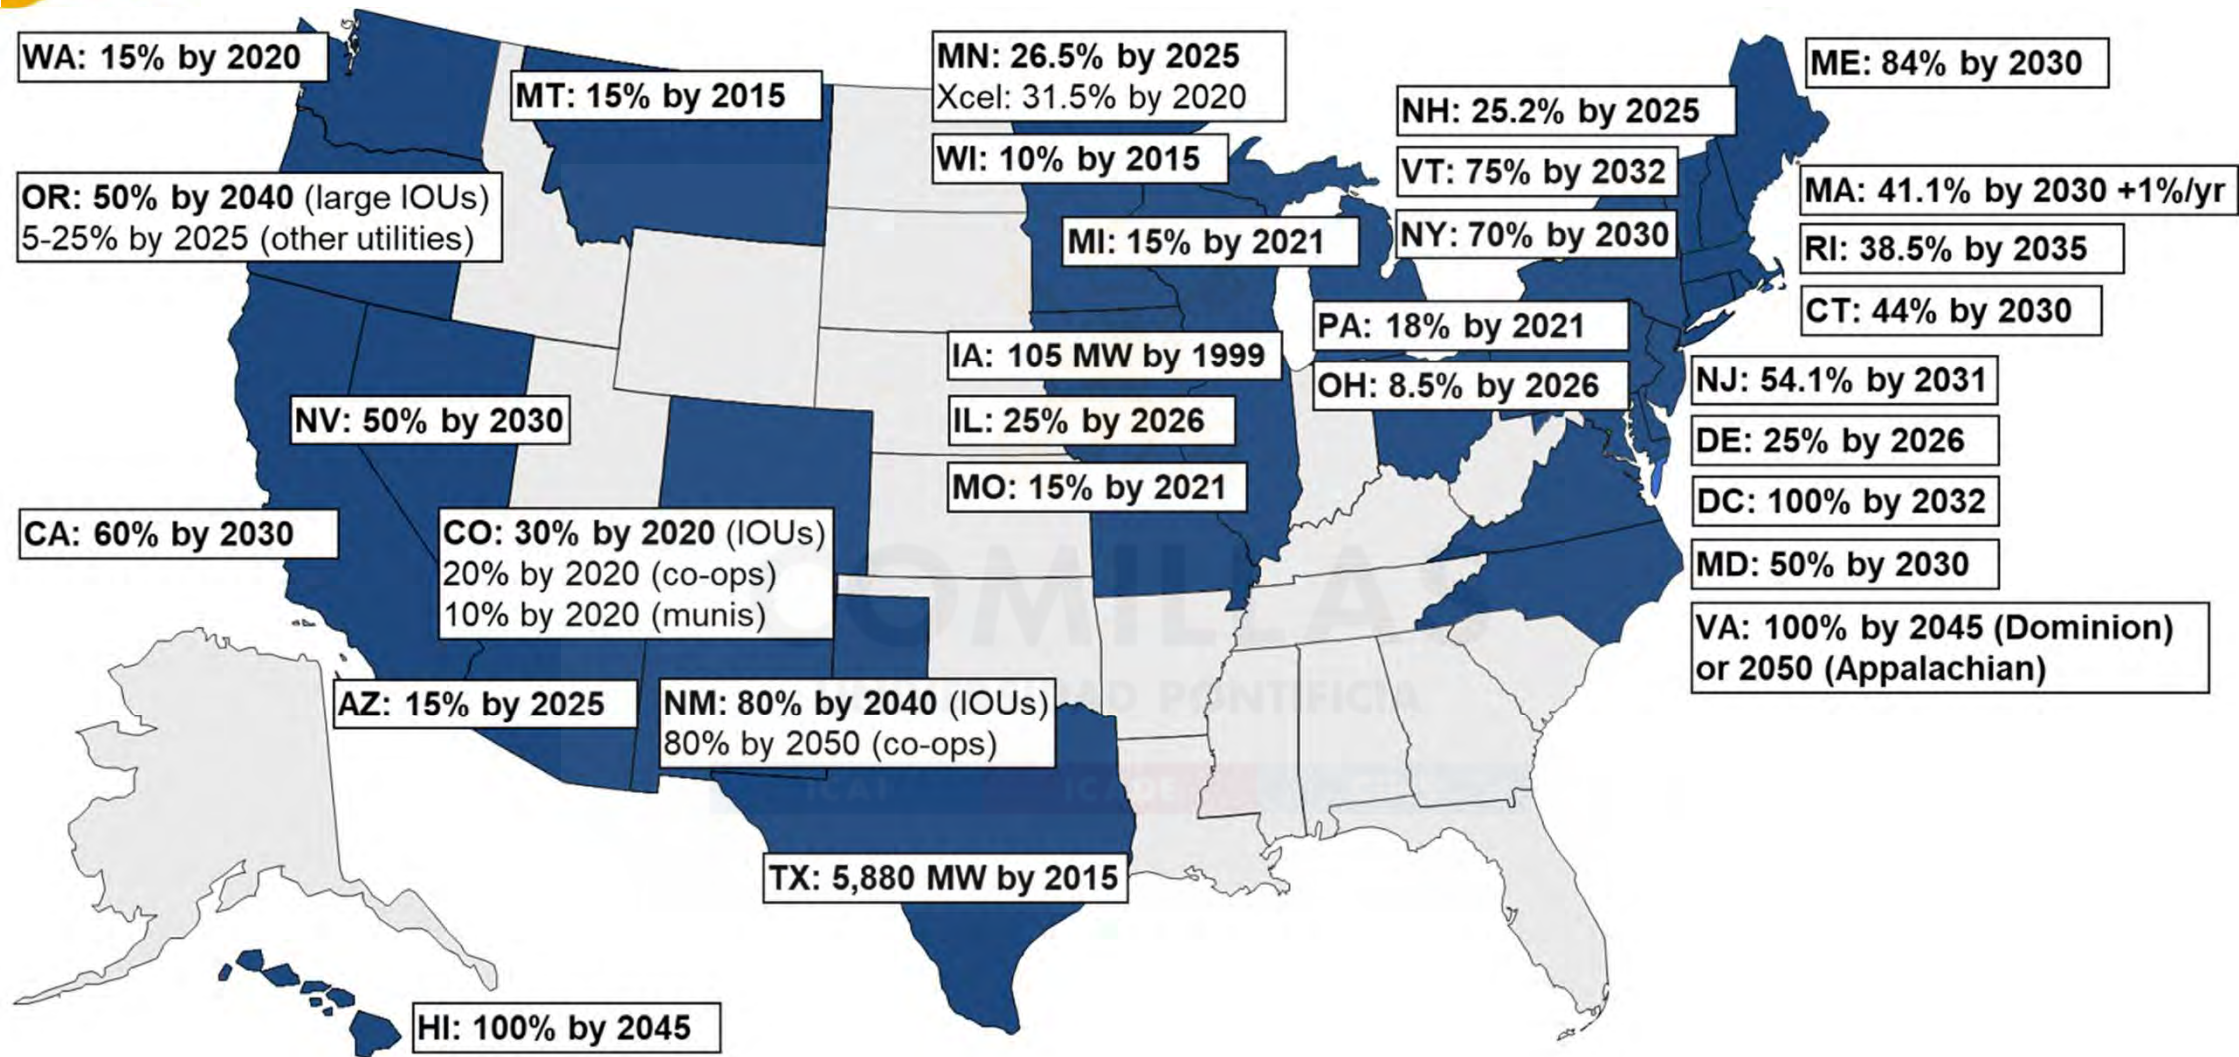 WA: 15% by 2020
MT: 15% by 2015
MN: 26.5% by 2025
Xcel: 31.5% by 2020
ME: 84% by 2030
NH: 25.2% by 2025
WI: 10% by 2015
VT: 75% by 2032
MA: 41.1% by 2030 +1%/yr
OR: 50% by 2040 (large IOUs)
5-25% by 2025 (other utilities)
MI: 15% by 2021
NY: 70% by 2030
RI: 38.5% by 2035
CT: 44% by 2030
PA: 18% by 2021
IA: 105 MW by 1999
OH: 8.5% by 2026
NJ: 54.1% by 2031
NV: 50% by 2030
IL: 25% by 2026
DE: 25% by 2026
MO: 15% by 2021
DC: 100% by 2032
CA: 60% by 2030
CO: 30% by 2020 (IOUs)
20% by 2020 (co-ops)
10% by 2020 (munis)
MD: 50% by 2030
VA: 100% by 2045 (Dominion)
or 2050 (Appalachian)
AZ: 15% by 2025
NM: 80% by 2040 (IOUs)
80% by 2050 (co-ops)
TX: 5,880 MW by 2015
HI: 100% by 2045
COMILLAS
PONTIFICIA
ICAI
ICADE